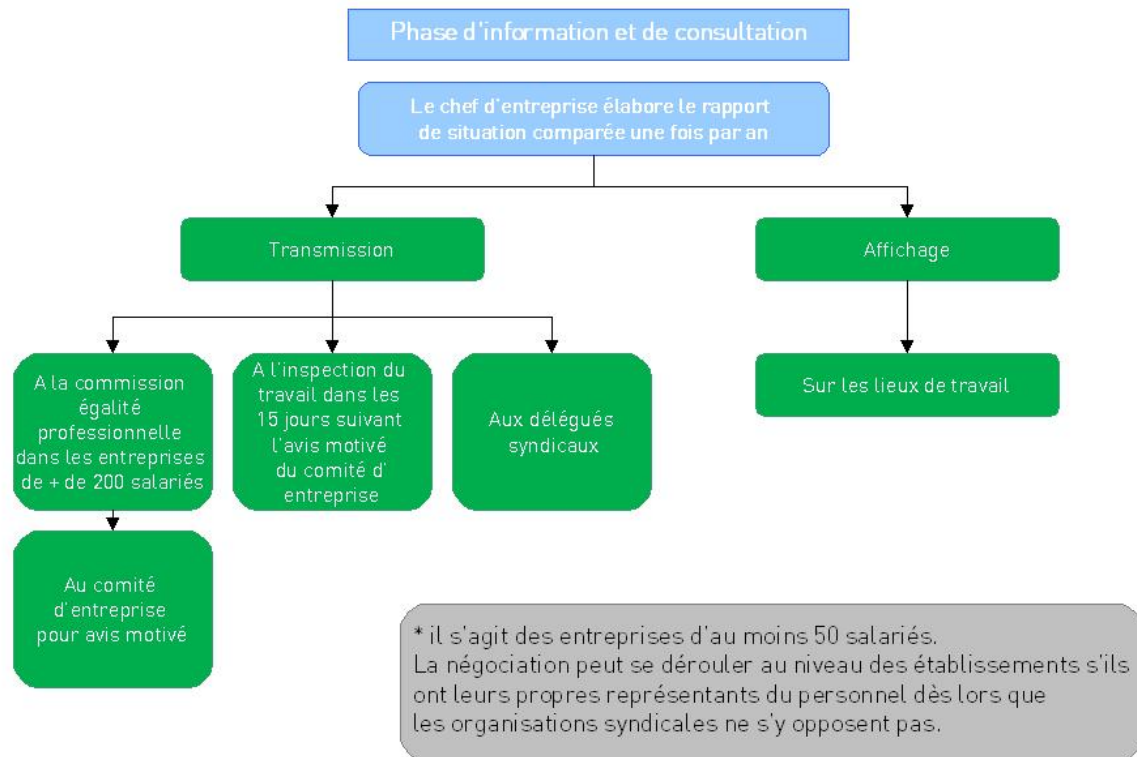 Phase d'information et de consultation
Le chef d'entreprise élabore le rapport
de situation comparée une fois par an
Transmission
Affichage
A la commission
égalité
professionnelle
dans les entreprises
de + de 200 salariés
A l'inspection du
travail dans les
15 jours suivant
l'avis motivé
du comité d'
entreprise
Aux délégués
syndicaux
Sur les lieux de travail
Au comité
d'entreprise
pour avis motivé
* il s'agit des entreprises d'au moins 50 salariés.
La négociation peut se dérouler au niveau des établissements s'ils
ont leurs propres représentants du personnel dès lors que
les organisations syndicales ne s'y opposent pas.